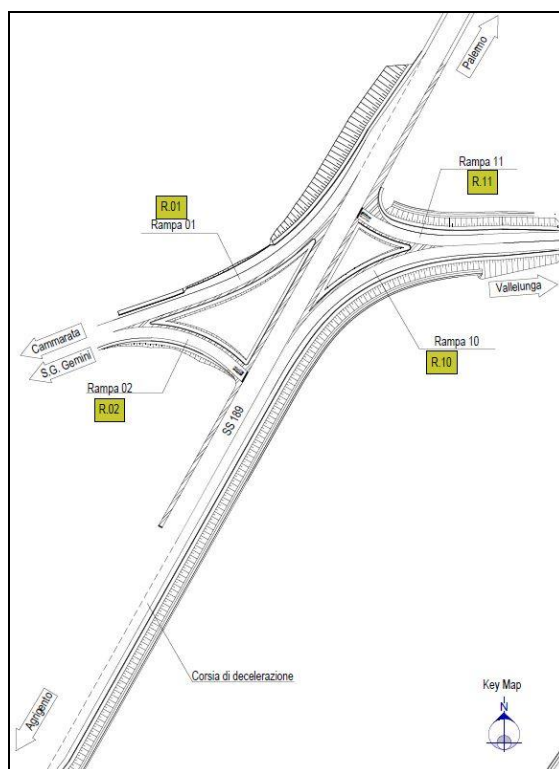 Palermo
Rampa 11
R.11
R.01
Rampa 01
Vallelunga
Cammarata
S.G. Gemini
Rampa 10
R.10
Rampa 02
R.02
SS 189
Corsia di decelerazione
Key Map
N
Agrigento